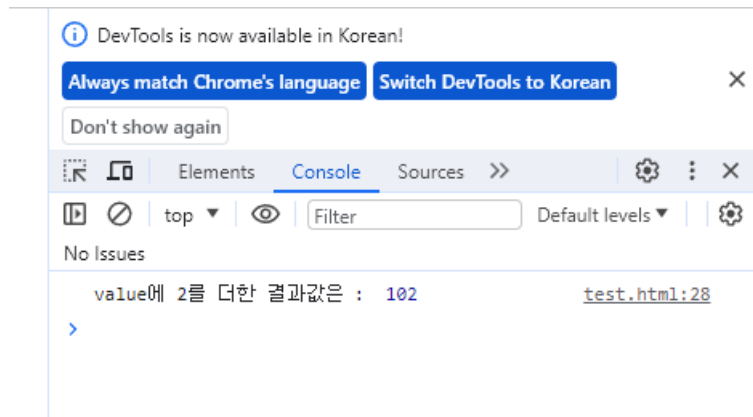 DevTools is now available in Korean!
Always match Chrome's language Switch DevTools to Korean
Don't show again
Elements Console Sources
top Filter Default levels
No Issues
value에 2를 더한 결과값은 : 102 test.html:28